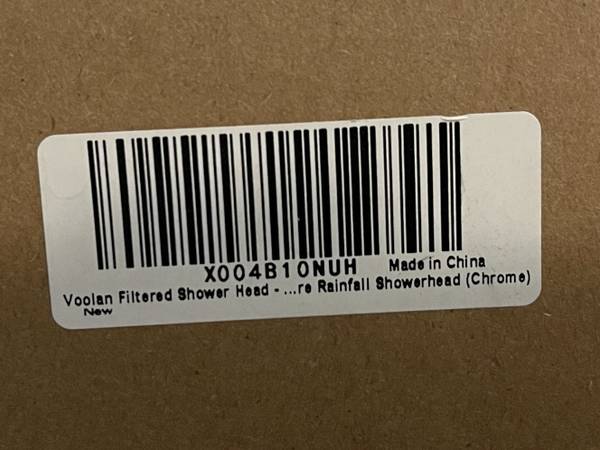 X004B10NUH Made in China
Voolan Filtered Shower Head - ...re Rainfall Showerhead (Chrome)
New